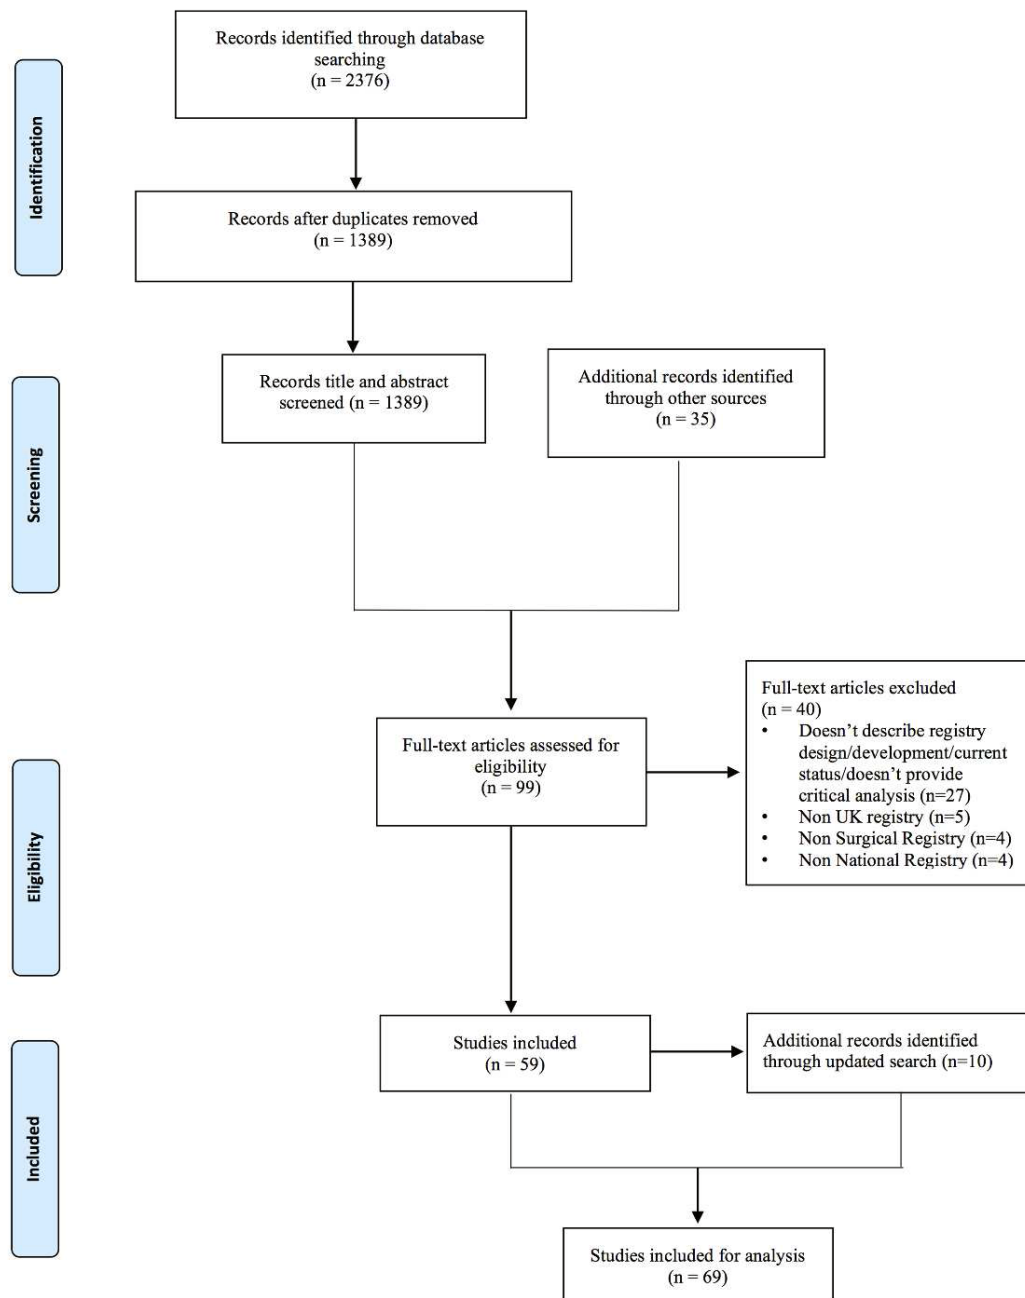 Identification
Records identified through database
searching
(n = 2376)
Records after duplicates removed
(n = 1389)
Screening
Records title and abstract
screened (n = 1389)
Additional records identified
through other sources
(n = 35)
Eligibility
Full-text articles assessed for
eligibility
(n = 99)
Full-text articles excluded
(n = 40)
• Doesn’t describe registry
design/development/current
status/doesn’t provide
critical analysis (n=27)
• Non UK registry (n=5)
• Non Surgical Registry (n=4)
• Non National Registry (n=4)
Included
Studies included
(n = 59)
Additional records identified
through updated search (n=10)
Studies included for analysis
(n = 69)